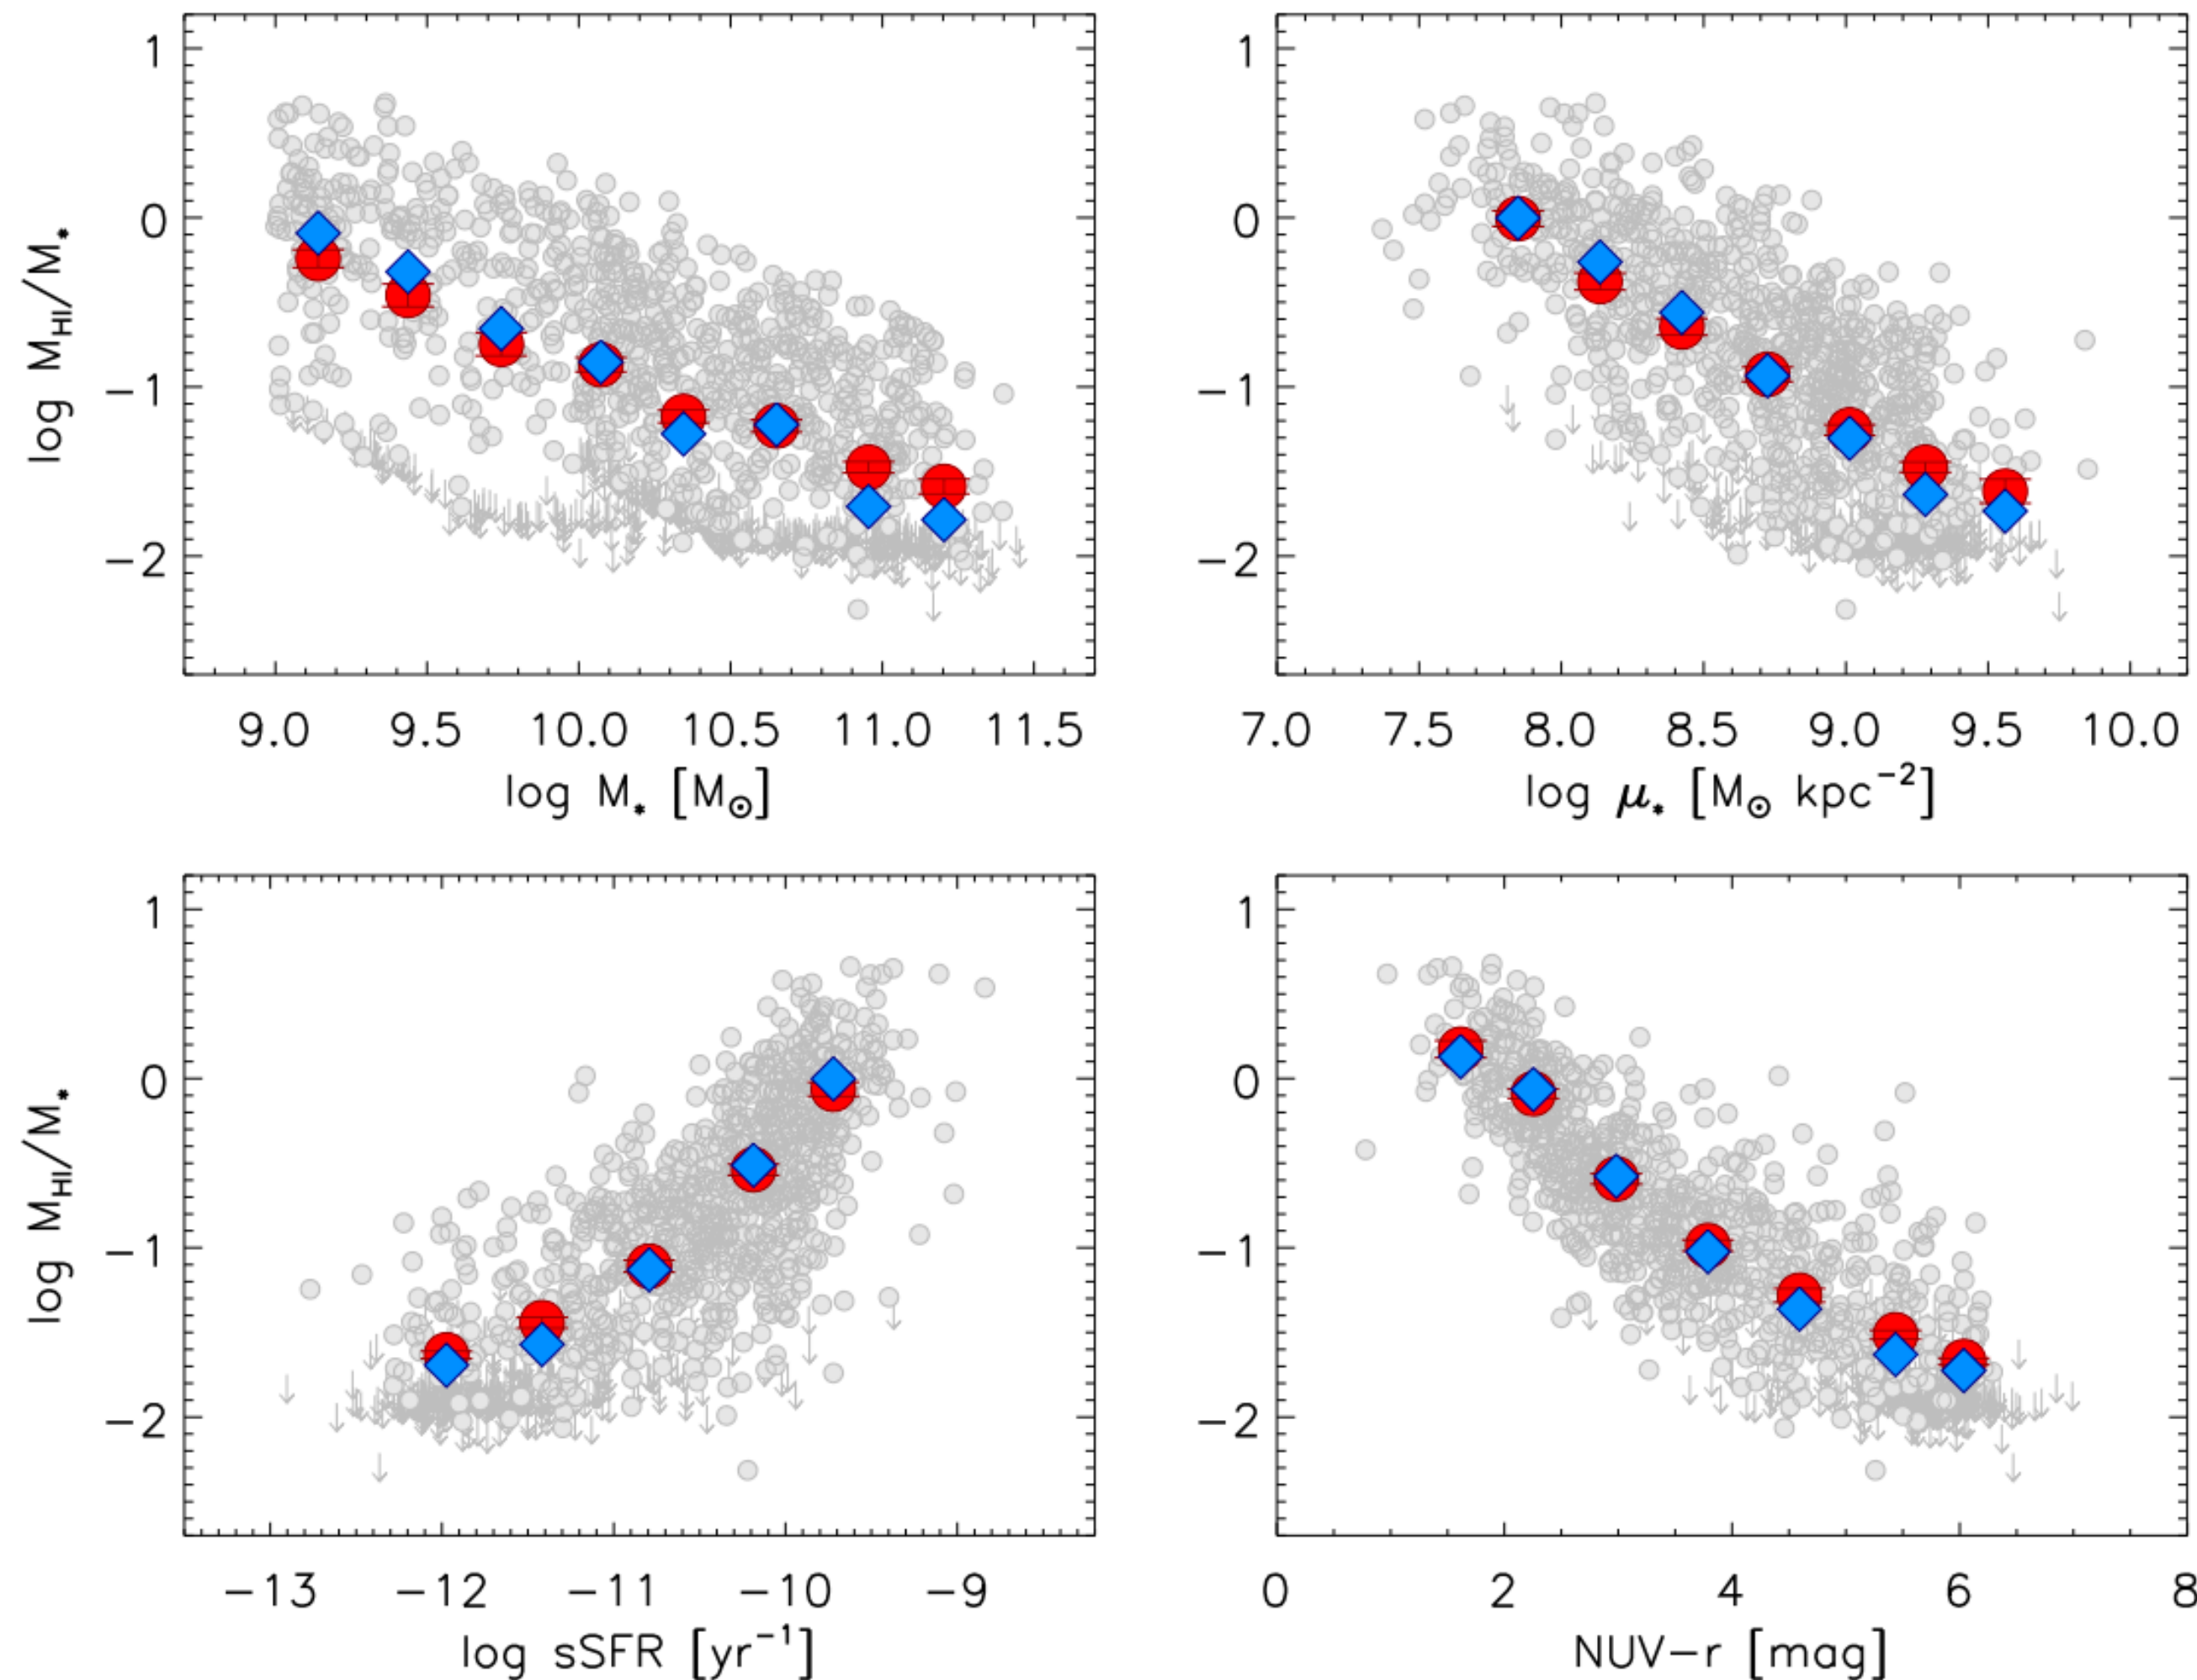 1
0
−1
−2
log M_HI/M_*
9.0 9.5 10.0 10.5 11.0 11.5
log M_* [M_⊙]
1
0
−1
−2
7.0 7.5 8.0 8.5 9.0 9.5 10.0
log μ_* [M_⊙ kpc⁻²]
1
0
−1
−2
log M_HI/M_*
−13 −12 −11 −10 −9
log sSFR [yr⁻¹]
1
0
−1
−2
0 2 4 6 8
NUV−r [mag]